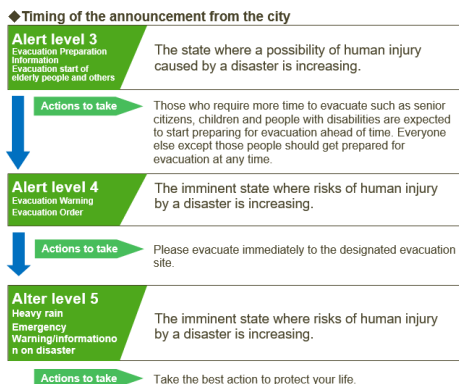 ◆Timing of the announcement from the city
Alert level 3
Evacuation Preparation
Information
Evacuation start of
elderly people and others
The state where a possibility of human injury
caused by a disaster is increasing.
Actions to take
Those who require more time to evacuate such as senior
citizens, children and people with disabilities are expected
to start preparing for evacuation ahead of time. Everyone
else except those people should get prepared for
evacuation at any time.
Alert level 4
Evacuation Warning
Evacuation Order
The imminent state where risks of human injury
by a disaster is increasing.
Actions to take
Please evacuate immediately to the designated evacuation
site.
Alter level 5
Heavy rain
Emergency
Warning/informationo
n on disaster
The imminent state where risks of human injury
by a disaster is increasing.
Actions to take
Take the best action to protect your life.